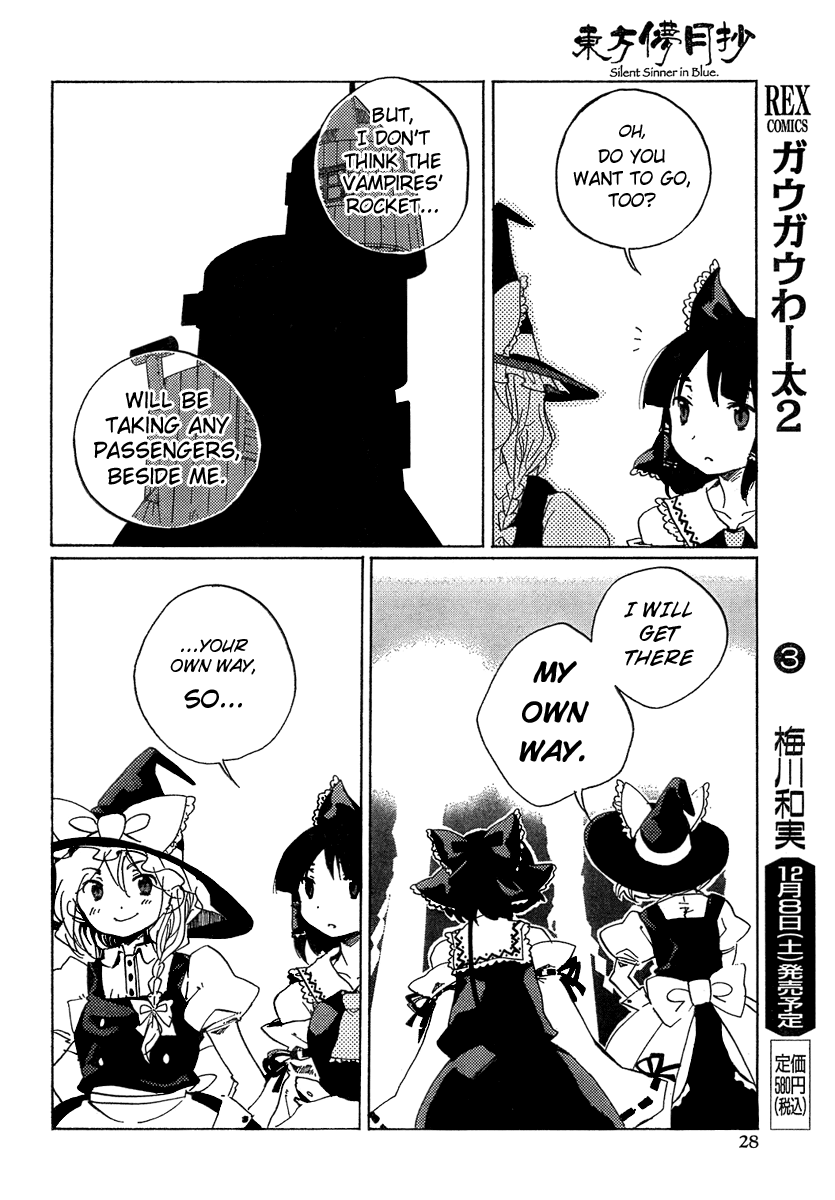 東方儚月抄
Silent Sinner in Blue.
OH,
DO YOU
WANT TO GO,
TOO?
BUT,
I DON'T
THINK THE
VAMPIRES'
ROCKET...
WILL BE
TAKING ANY
PASSENGERS,
BESIDE ME.
I WILL
GET
THERE
MY
OWN
WAY.
...YOUR
OWN WAY,
SO...
REX
COMICS
ガウガウわー太2
3
梅川和実
12月8日(土)発売予定
定価
580円
(税込)
28